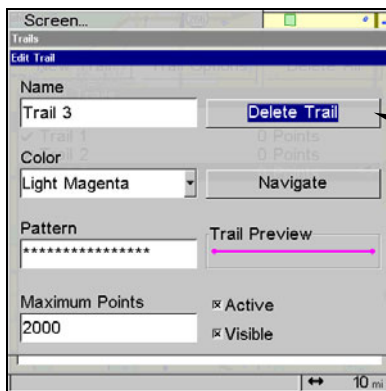 Screen...
Trails
Edit Trail
Name
Trail 3
Delete Trail
Trail 1 0 Points
Trail 2 0 Points
Color
Light Magenta
Navigate
Pattern
****************
Trail Preview
Maximum Points
2000
Active
Visible
10 mi